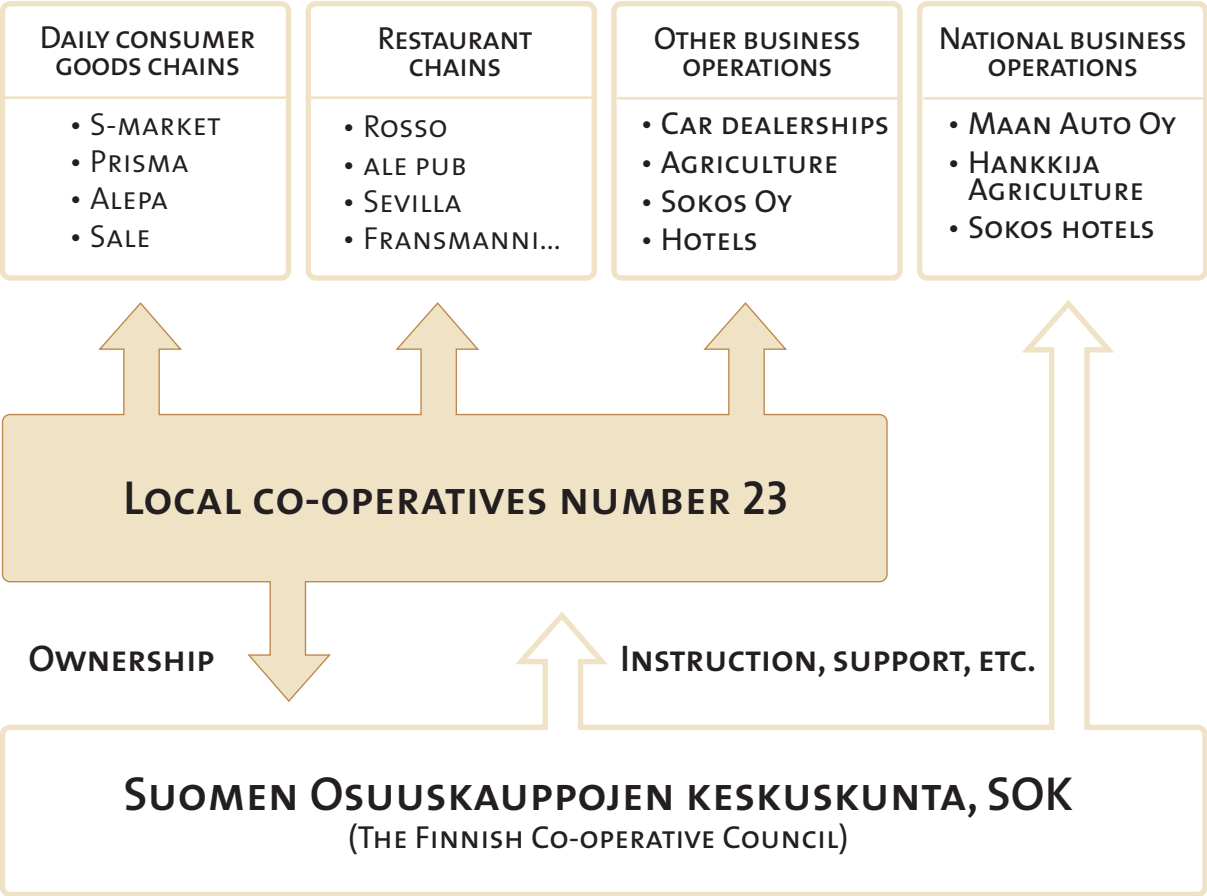 Daily consumer
goods chains
• S-market
• Prisma
• Alepa
• Sale
Restaurant
chains
• Rosso
• ale pub
• Sevilla
• Fransmanni...
Other business
operations
• Car dealerships
• Agriculture
• Sokos Oy
• Hotels
National business
operations
• Maan Auto Oy
• Hankkija
Agriculture
• Sokos hotels
Local co-operatives number 23
Ownership
Instruction, support, etc.
Suomen Osuuskauppojen keskuskunta, SOK
(The Finnish Co-operative Council)